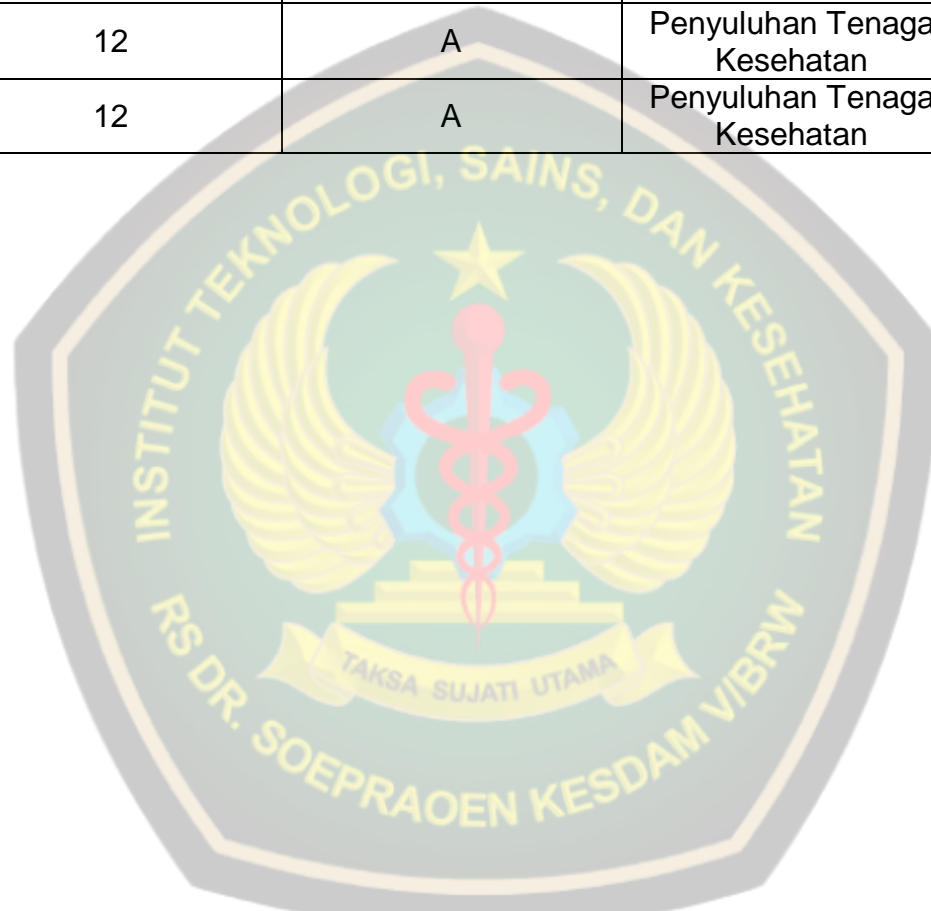 12 A Penyuluhan Tenaga
Kesehatan
12 A Penyuluhan Tenaga
Kesehatan
INSTITUT TEKNOLOGI, SAINS, DAN KESEHATAN
TAKSA SUJATI UTAMA
RS DR. SOEPRAOEN KESDAM V/BRW